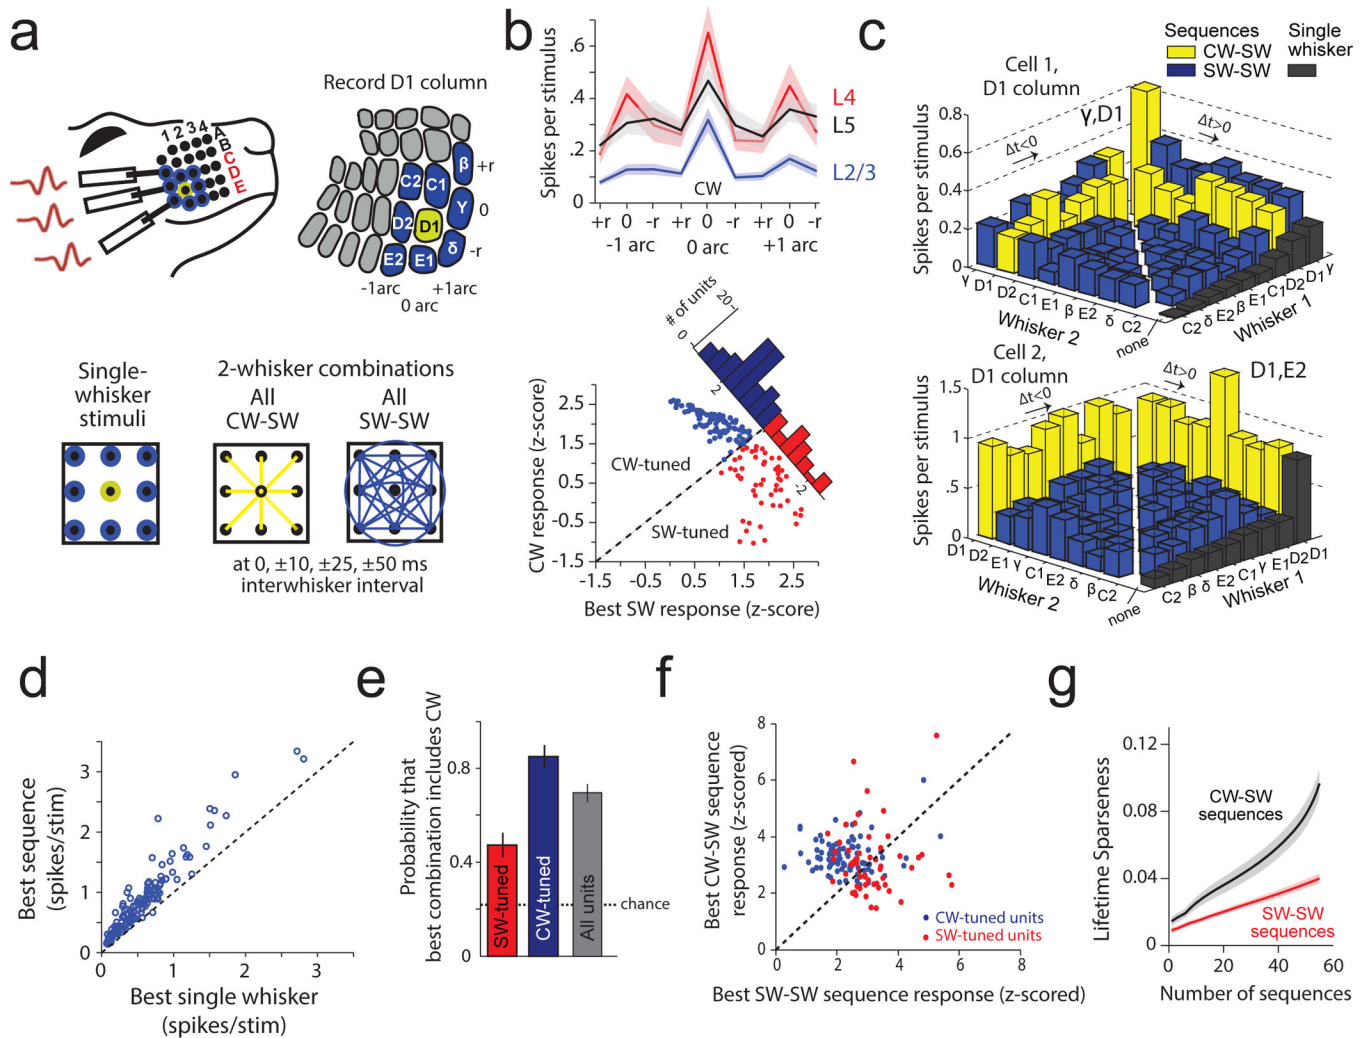 a
Record D1 column
1 2 3 4
A
B
C
D
E
β
+r
C2
C1
γ
0
D2
D1
δ
-r
E2
E1
-1arc
+1arc
0 arc
Single-
whisker
stimuli
2-whisker combinations
All
CW-SW
All
SW-SW
at 0, ±10, ±25, ±50 ms
interwhisker interval
b
Spikes per stimulus
.6
.4
.2
0
L4
L5
L2/3
CW
+r 0 -r +r 0 -r +r 0 -r
-1 arc
0 arc
+1 arc
# of units
0
20
2
-2
CW response (z-score)
2.5
1.5
0.5
-0.5
-1.5
CW-tuned
SW-tuned
-1.5 -0.5 0.5 1.5 2.5
Best SW response (z-score)
c
Sequences
CW-SW
SW-SW
Single
whisker
Cell 1,
D1 column
γ,D1
Δt<0
Δt>0
Spikes per stimulus
0.8
0.6
0.4
0.2
0
γ D1 D2 C1 E1 β E2 δ C2
Whisker 2
none
C2 δ E2 β E1 C1 D2 D1 γ
Whisker 1
Cell 2,
D1 column
D1,E2
Δt<0
Δt>0
Spikes per stimulus
1.5
1
.5
0
D1 D2 E1 γ C1 E2 δ β C2
Whisker 2
none
C2 β δ E2 C1 γ E1 D2 D1
Whisker 1
d
Best sequence
(spikes/stim)
3
2
1
0
0 1 2 3
Best single whisker
(spikes/stim)
e
Probability that
best combination includes CW
0.8
0.4
0
SW-tuned
CW-tuned
All units
chance
f
Best CW-SW sequence
response (z-scored)
8
6
4
2
0
CW-tuned units
SW-tuned units
0 2 4 6 8
Best SW-SW sequence response (z-scored)
g
Lifetime Sparseness
0.12
0.08
0.04
0
CW-SW
sequences
SW-SW
sequences
0 20 40 60
Number of sequences